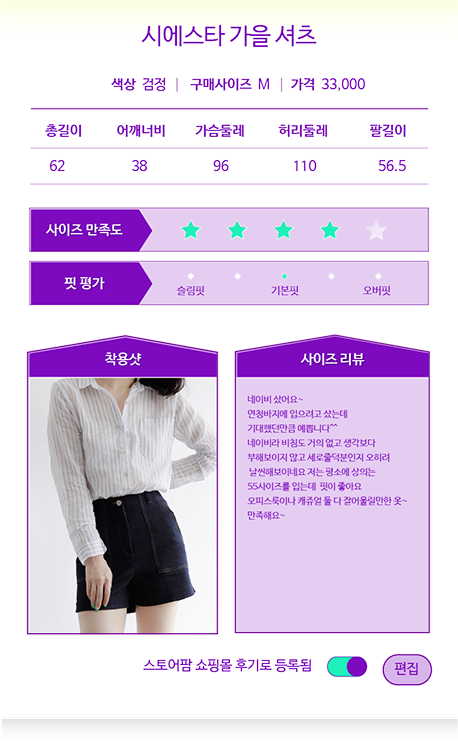 시에스타 가을 셔츠
색상 검정 | 구매사이즈 M | 가격 33,000
총길이 어깨너비 가슴둘레 허리둘레 팔길이
62 38 96 110 56.5
사이즈 만족도
핏 평가
슬림핏 기본핏 오버핏
착용샷
사이즈 리뷰
네이비 샀어요~
연청바지에 입으려고 샀는데
기대했던만큼 예쁩니다^^
네이비라 비침도 거의 없고 생각보다
부해보이지 않고 세로줄덕분인지 오히려
날씬해보이네요 저는 평소에 상의는
55사이즈를 입는데 핏이 좋아요
오피스룩이나 캐쥬얼 둘 다 잘어울릴만한 옷~
만족해요~
스토어팜 쇼핑몰 후기로 등록됨
편집